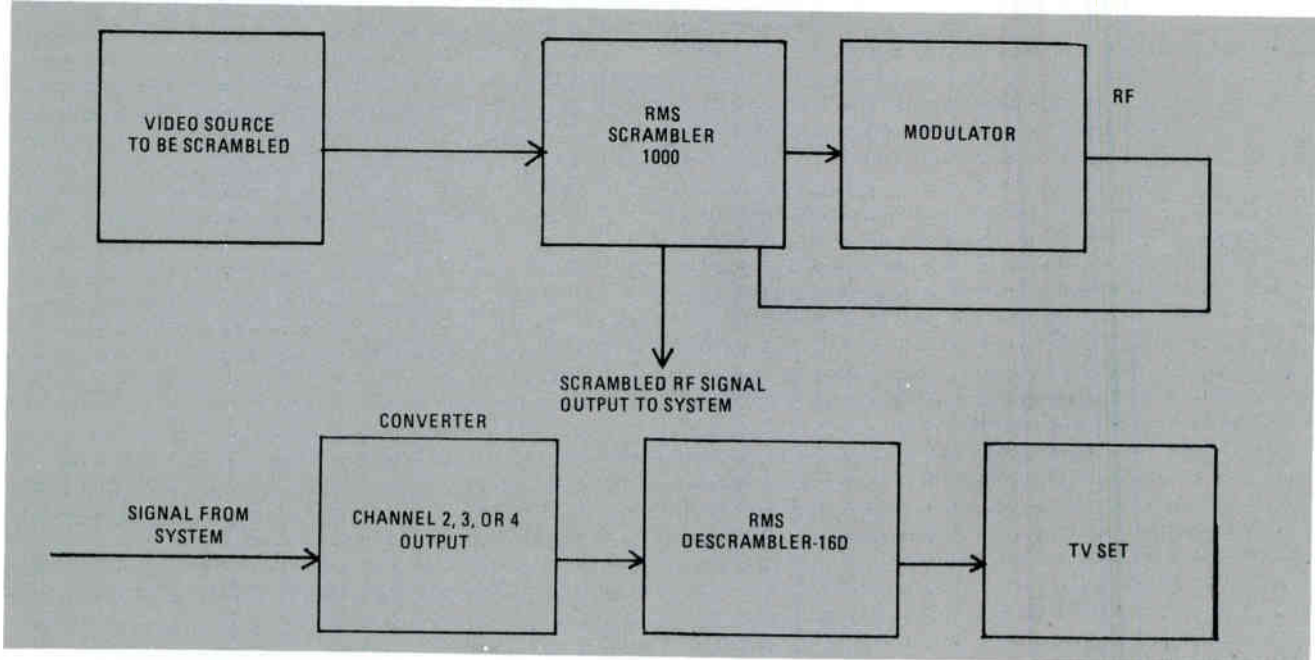 VIDEO SOURCE
TO BE SCRAMBLED
RMS
SCRAMBLER
1000
MODULATOR
RF
SCRAMBLED RF SIGNAL
OUTPUT TO SYSTEM
CONVERTER
SIGNAL FROM
SYSTEM
CHANNEL 2, 3, OR 4
OUTPUT
RMS
DESCRAMBLER-16D
TV SET